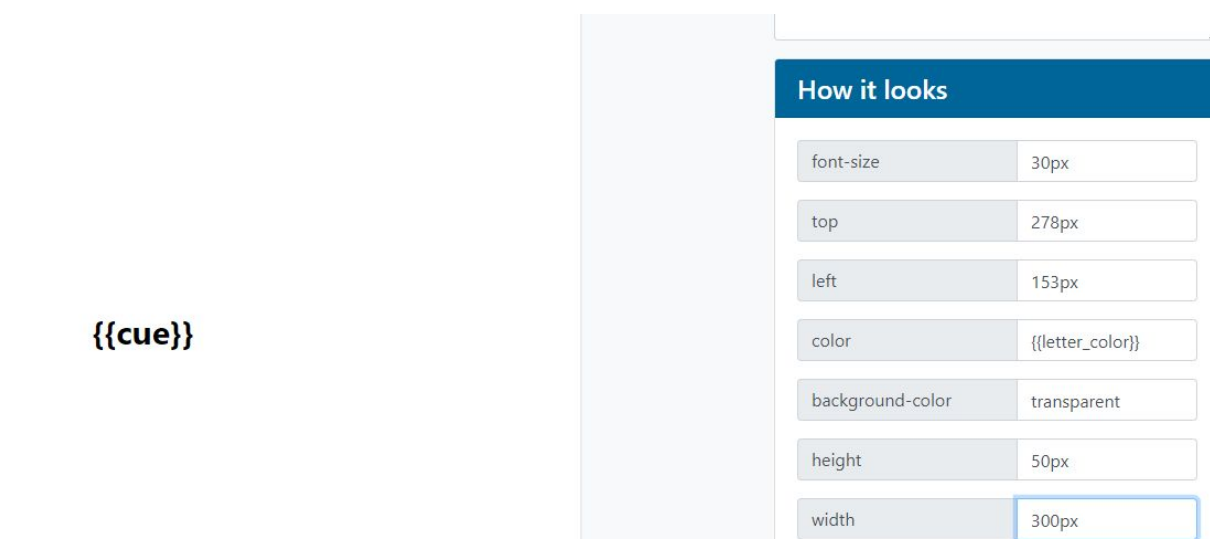 {{cue}}
How it looks
font-size 30px
top 278px
left 153px
color {{letter_color}}
background-color transparent
height 50px
width 300px